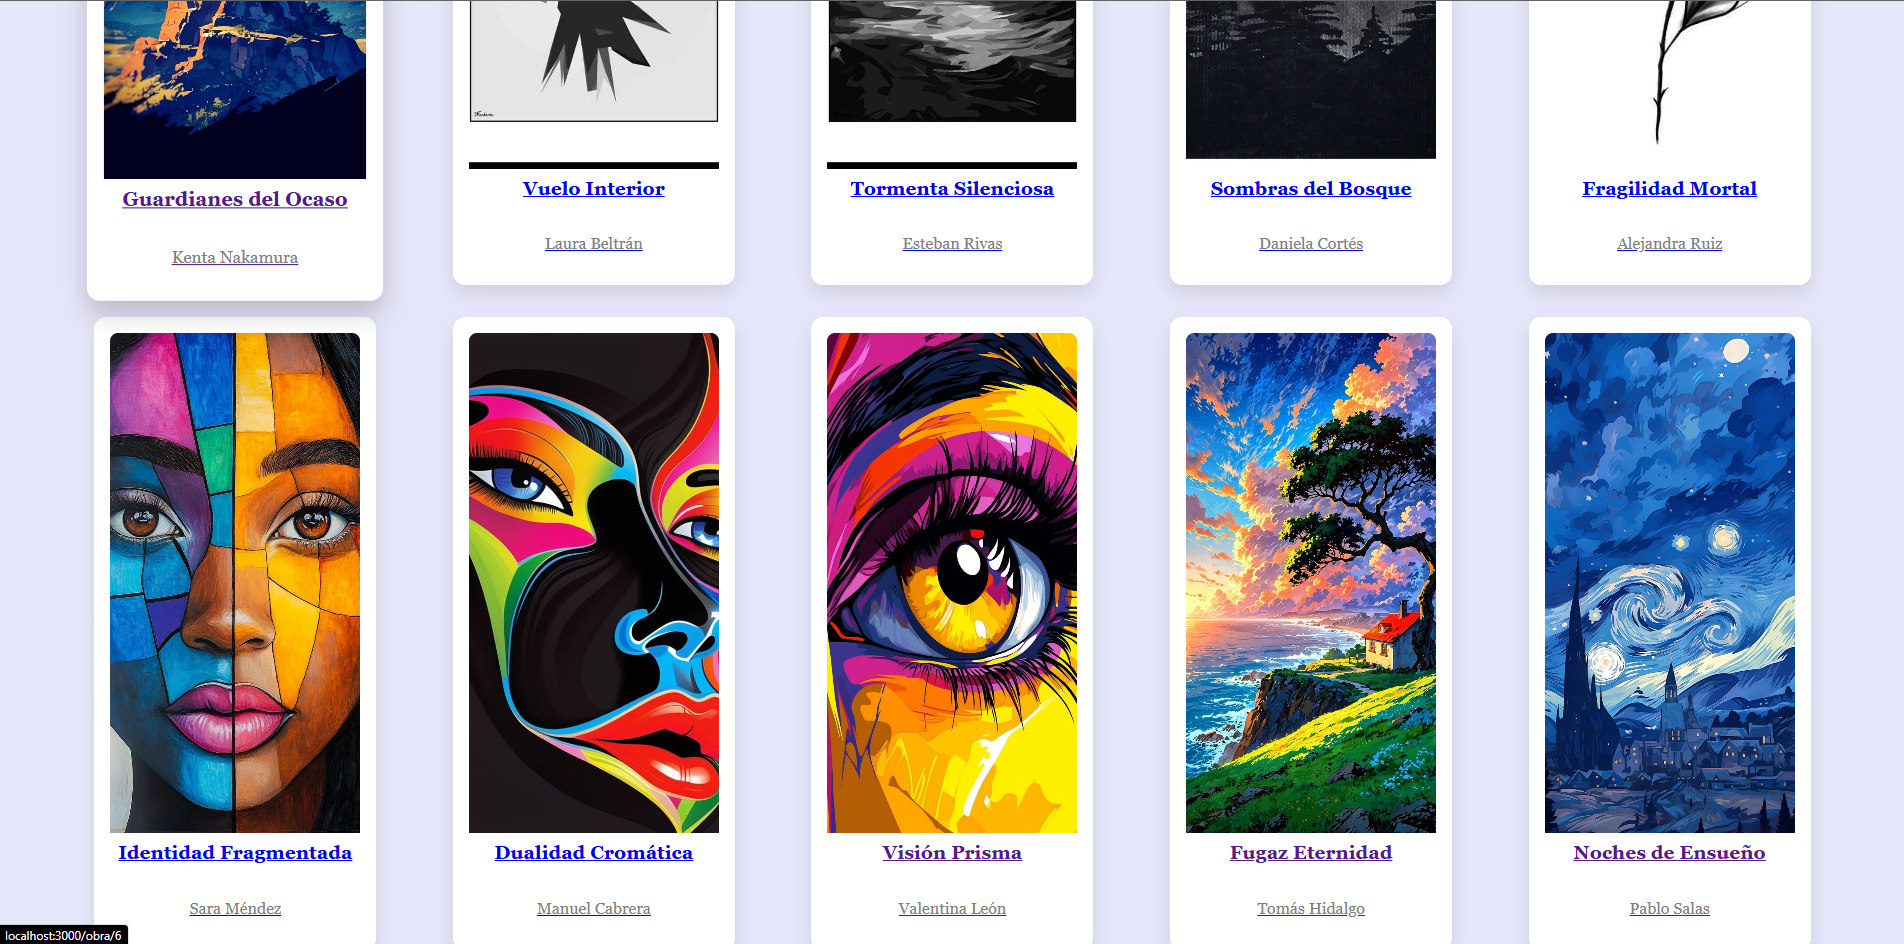 Guardianes del Ocaso
Kenta Nakamura
Vuelo Interior
Laura Beltrán
Tormenta Silenciosa
Esteban Rivas
Sombras del Bosque
Daniela Cortés
Fragilidad Mortal
Alejandra Ruiz
Identidad Fragmentada
Sara Méndez
Dualidad Cromática
Manuel Cabrera
Visión Prisma
Valentina León
Fugaz Eternidad
Tomás Hidalgo
Noches de Ensueño
Pablo Salas
localhost:3000/obra/6